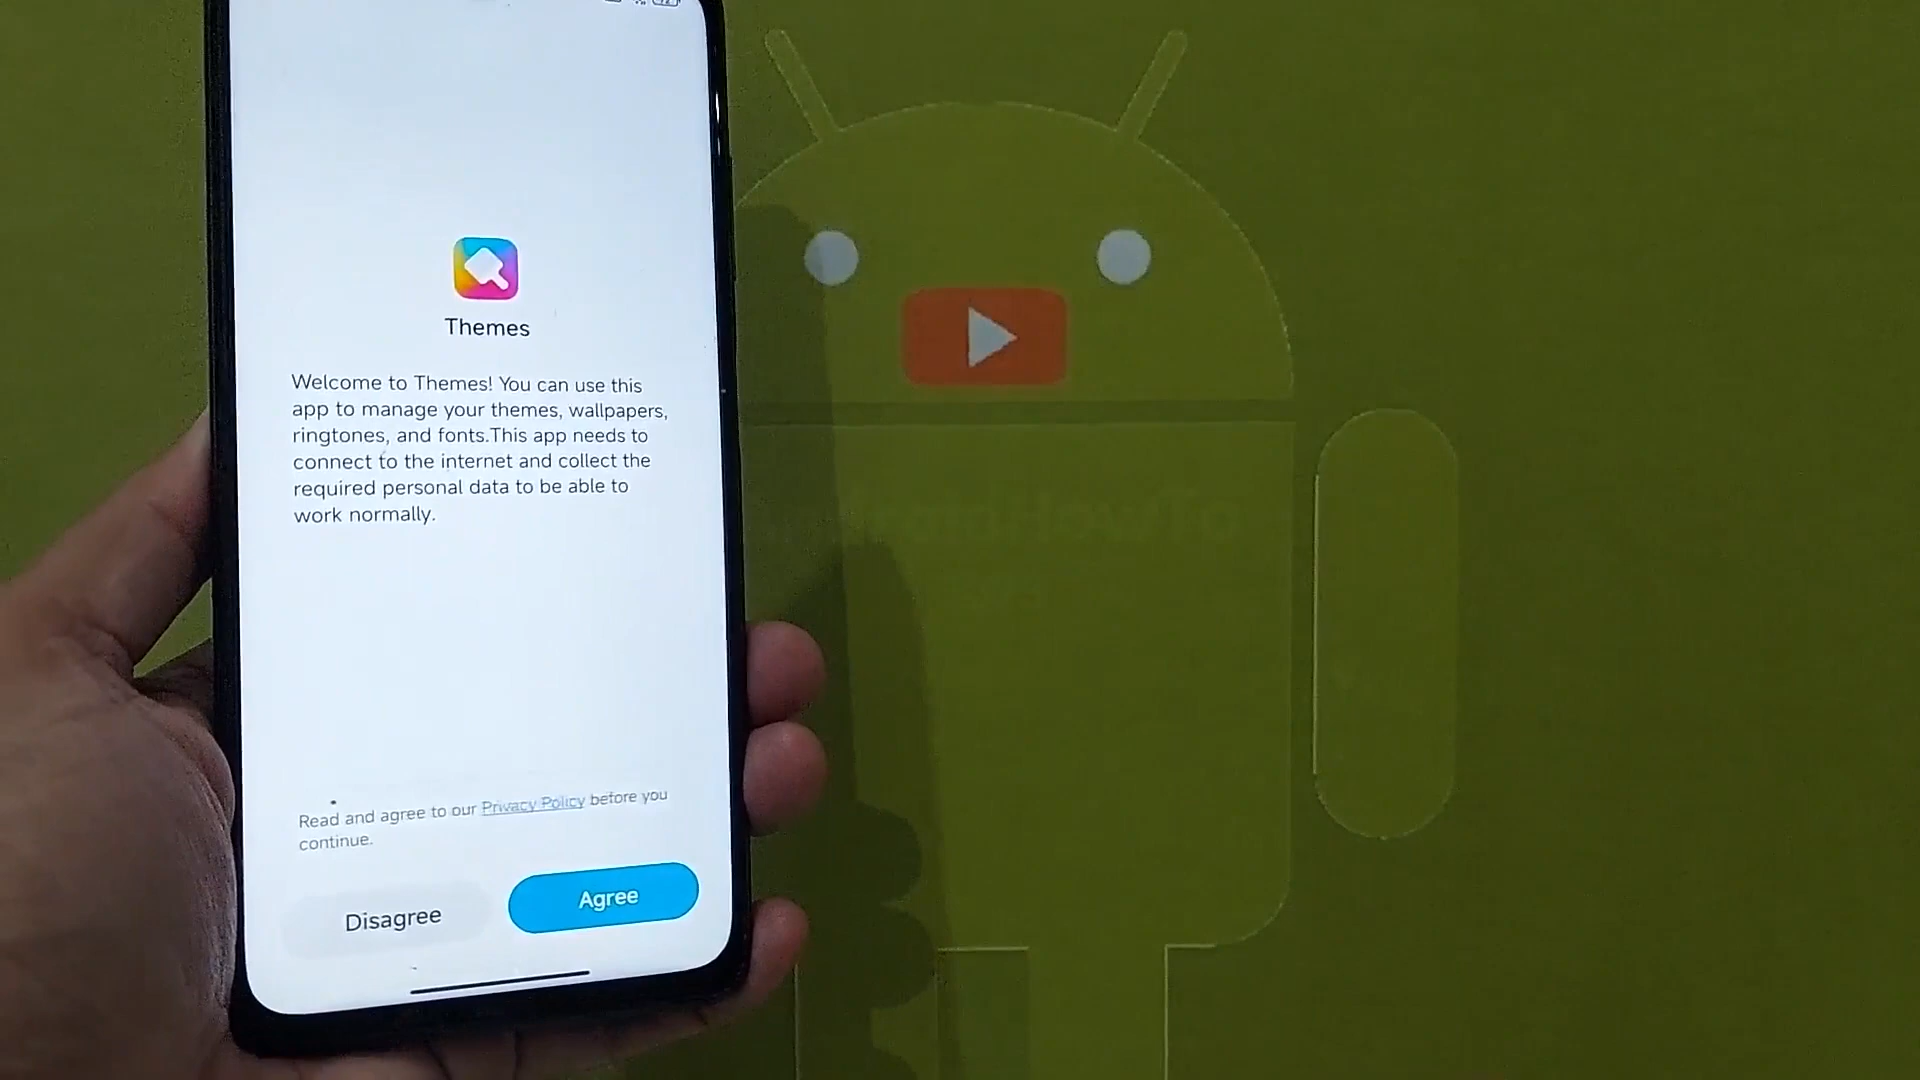 Themes
Welcome to Themes! You can use this
app to manage your themes, wallpapers,
ringtones, and fonts.This app needs to
connect to the internet and collect the
required personal data to be able to
work normally.
Read and agree to our Privacy Policy before you
continue.
Disagree
Agree